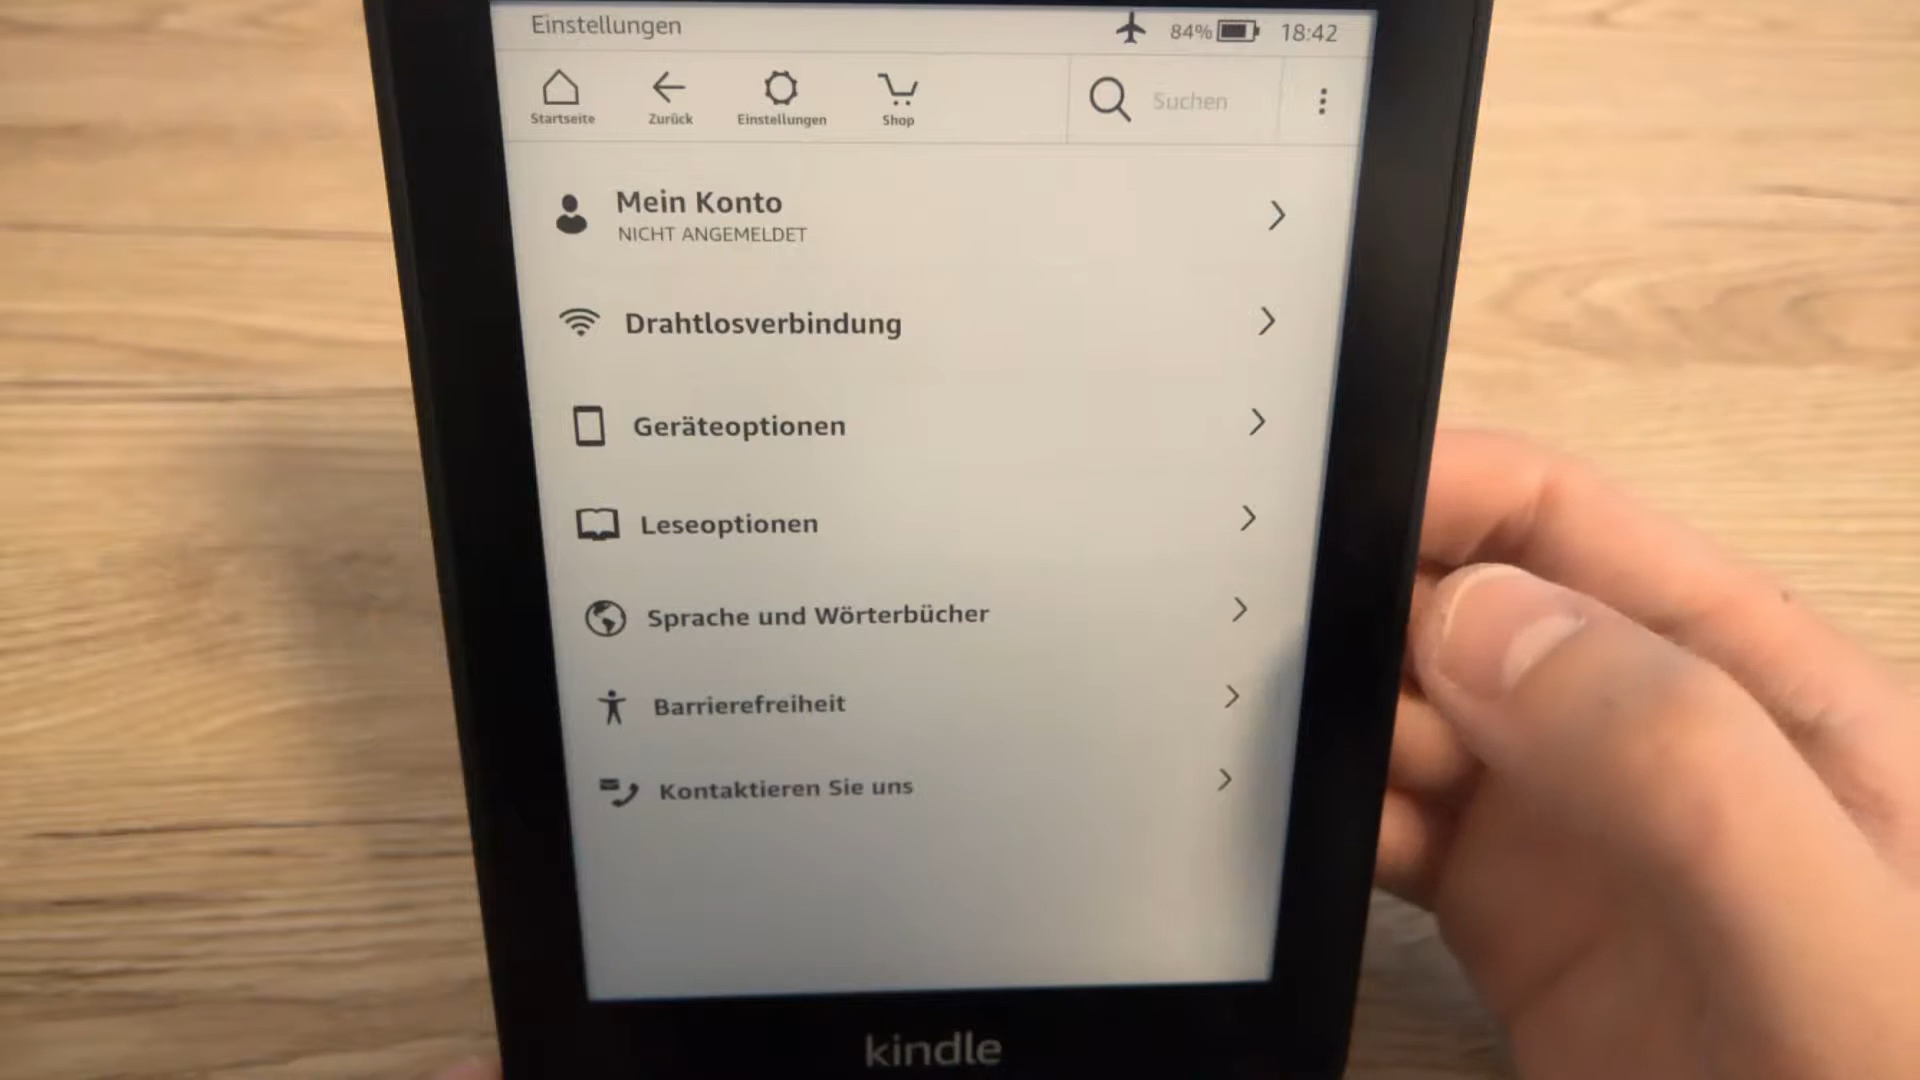 Einstellungen 84% 18:42
Startseite Zurück Einstellungen Shop Suchen
Mein Konto
NICHT ANGEMELDET
Drahtlosverbindung
Geräteoptionen
Leseoptionen
Sprache und Wörterbücher
Barrierefreiheit
Kontaktieren Sie uns
kindle